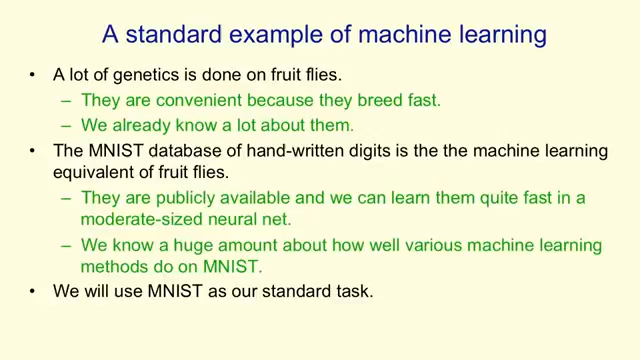 A standard example of machine learning
• A lot of genetics is done on fruit flies.
– They are convenient because they breed fast.
– We already know a lot about them.
• The MNIST database of hand-written digits is the the machine learning
equivalent of fruit flies.
– They are publicly available and we can learn them quite fast in a
moderate-sized neural net.
– We know a huge amount about how well various machine learning
methods do on MNIST.
• We will use MNIST as our standard task.